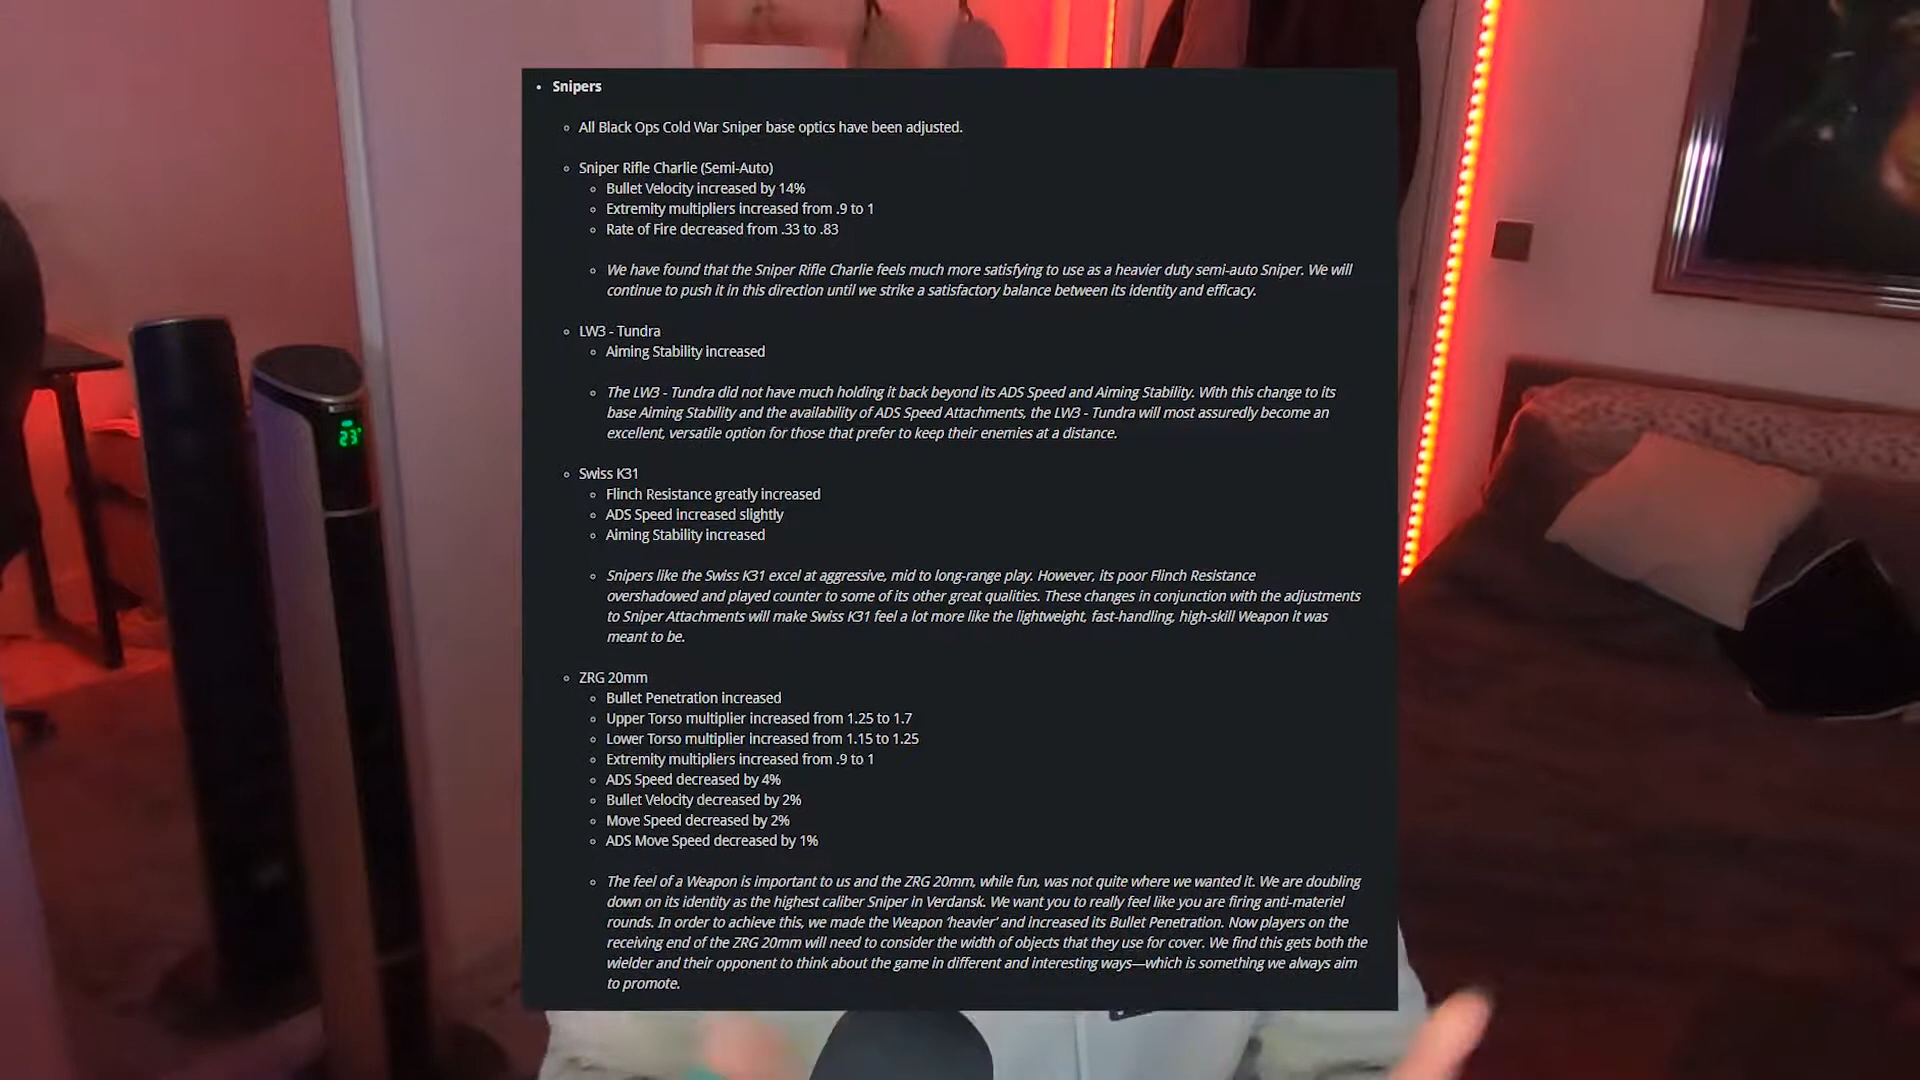 Snipers
All Black Ops Cold War Sniper base optics have been adjusted.
Sniper Rifle Charlie (Semi-Auto)
Bullet Velocity increased by 14%
Extremity multipliers increased from .9 to 1
Rate of Fire decreased from .33 to .83
We have found that the Sniper Rifle Charlie feels much more satisfying to use as a heavier duty semi-auto Sniper. We will
continue to push it in this direction until we strike a satisfactory balance between its identity and efficacy.
LW3 - Tundra
Aiming Stability increased
The LW3 - Tundra did not have much holding it back beyond its ADS Speed and Aiming Stability. With this change to its
base Aiming Stability and the availability of ADS Speed Attachments, the LW3 - Tundra will most assuredly become an
excellent, versatile option for those that prefer to keep their enemies at a distance.
Swiss K31
Flinch Resistance greatly increased
ADS Speed increased slightly
Aiming Stability increased
Snipers like the Swiss K31 excel at aggressive, mid to long-range play. However, its poor Flinch Resistance
overshadowed and played counter to some of its other great qualities. These changes in conjunction with the adjustments
to Sniper Attachments will make Swiss K31 feel a lot more like the lightweight, fast-handling, high-skill Weapon it was
meant to be.
ZRG 20mm
Bullet Penetration increased
Upper Torso multiplier increased from 1.25 to 1.7
Lower Torso multiplier increased from 1.15 to 1.25
Extremity multipliers increased from .9 to 1
ADS Speed decreased by 4%
Bullet Velocity decreased by 2%
Move Speed decreased by 2%
ADS Move Speed decreased by 1%
The feel of a Weapon is important to us and the ZRG 20mm, while fun, was not quite where we wanted it. We are doubling
down on its identity as the highest caliber Sniper in Verdansk. We want you to really feel like you are firing anti-materiel
rounds. In order to achieve this, we made the Weapon ‘heavier’ and increased its Bullet Penetration. Now players on the
receiving end of the ZRG 20mm will need to consider the width of objects that they use for cover. We find this gets both the
wielder and their opponent to think about the game in different and interesting ways—which is something we always aim
to promote.
23°